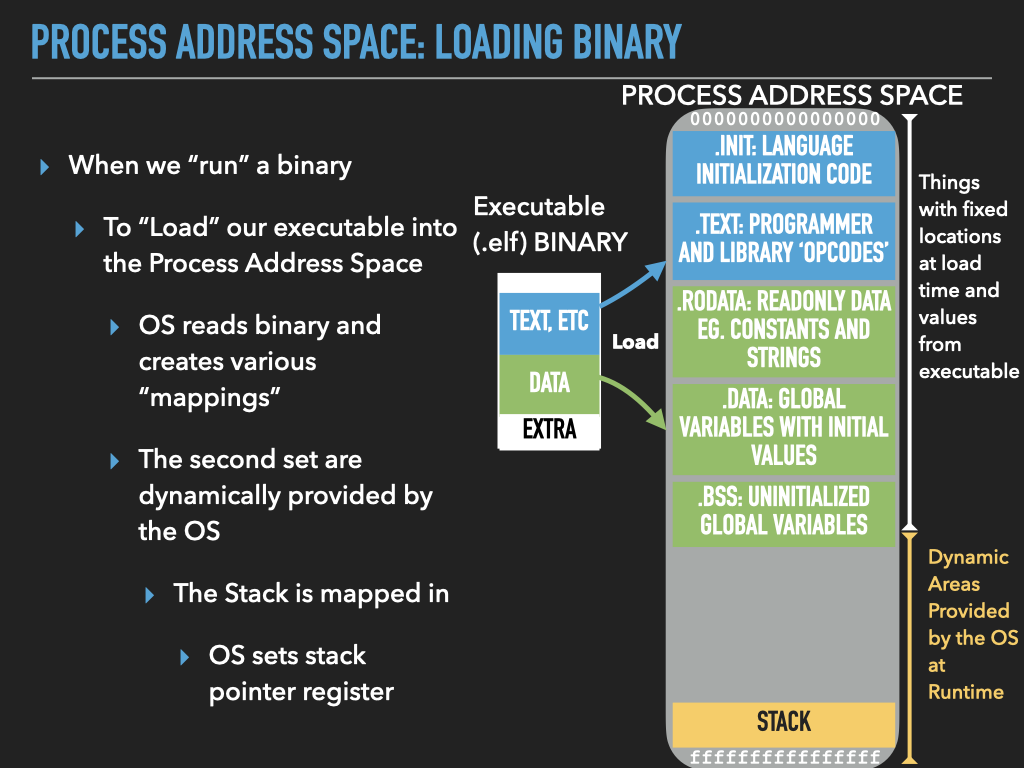 PROCESS ADDRESS SPACE: LOADING BINARY
When we “run” a binary
To “Load” our executable into
the Process Address Space
OS reads binary and
creates various
“mappings”
The second set are
dynamically provided by
the OS
The Stack is mapped in
OS sets stack
pointer register
Executable
(.elf) BINARY
TEXT, ETC
DATA
EXTRA
Load
PROCESS ADDRESS SPACE
0000000000000000
.INIT: LANGUAGE
INITIALIZATION CODE
.TEXT: PROGRAMMER
AND LIBRARY ‘OPCODES’
.RODATA: READONLY DATA
EG. CONSTANTS AND
STRINGS
.DATA: GLOBAL
VARIABLES WITH INITIAL
VALUES
.BSS: UNINITIALIZED
GLOBAL VARIABLES
STACK
ffffffffffffffff
Things
with fixed
locations
at load
time and
values
from
executable
Dynamic
Areas
Provided
by the OS
at
Runtime